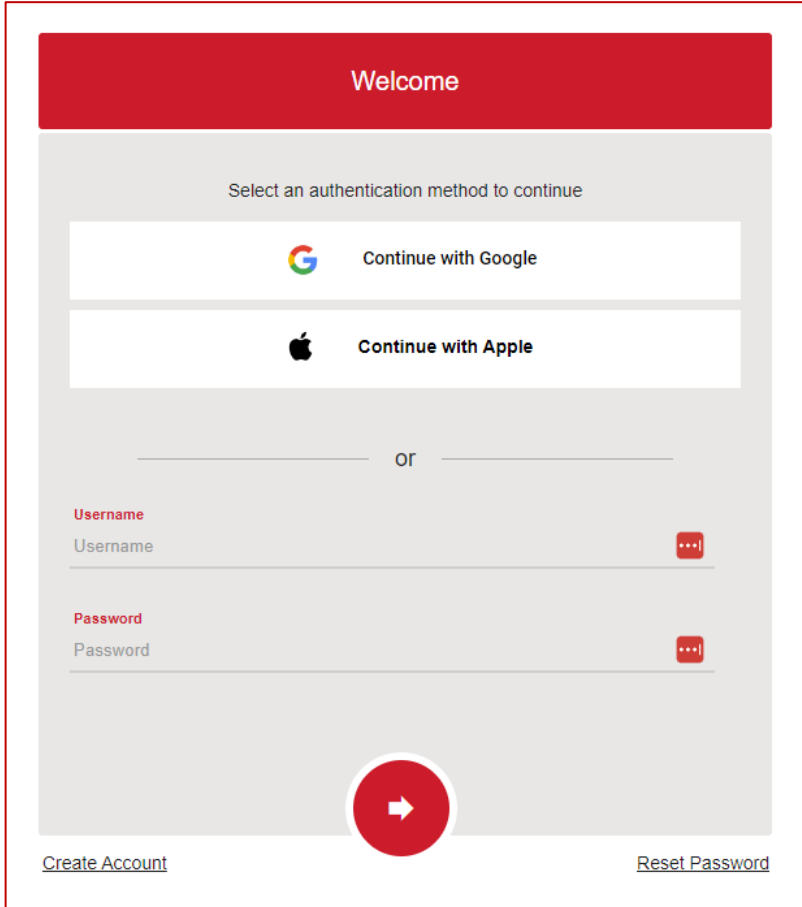 Welcome
Select an authentication method to continue
Continue with Google
Continue with Apple
or
Username
Username
Password
Password
Create Account
Reset Password